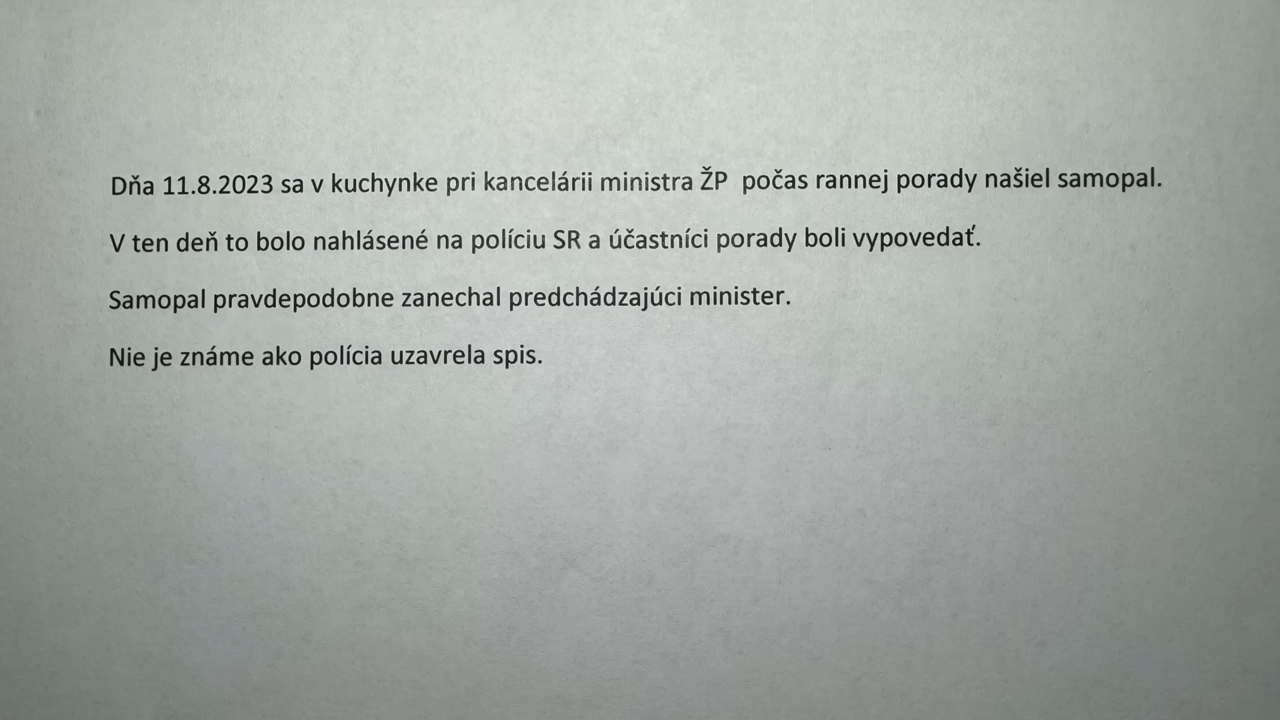 Dňa 11.8.2023 sa v kuchynke pri kancelárii ministra ŽP  počas rannej porady našiel samopal.
V ten deň to bolo nahlásené na políciu SR a účastníci porady boli vypovedať.
Samopal pravdepodobne zanechal predchádzajúci minister.
Nie je známe ako polícia uzavrela spis.